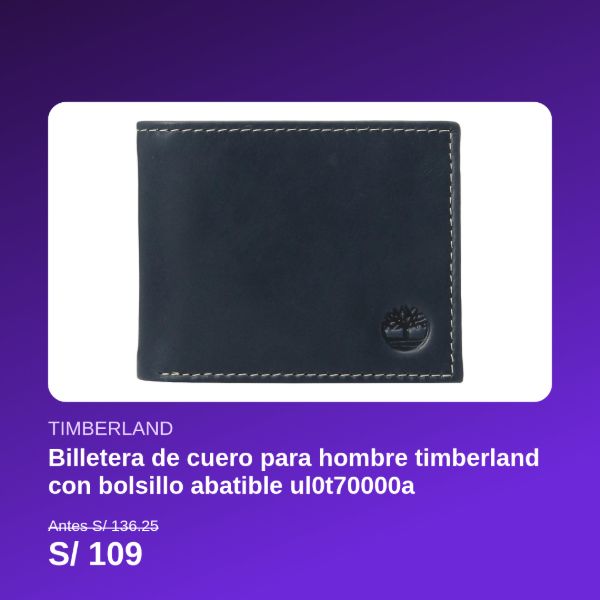 TIMBERLAND
Billetera de cuero para hombre timberland
con bolsillo abatible ul0t70000a
Antes S/ 136.25
S/ 109